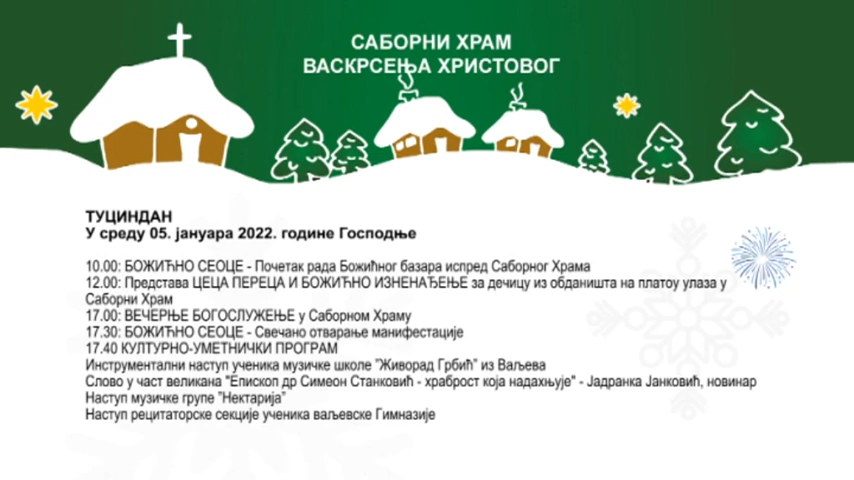 САБОРНИ ХРАМ
ВАСКРСЕЊА ХРИСТОВОГ
ТУЦИНДАН
У среду 05. јануара 2022. године Господње
10.00: БОЖИЋНО СЕОЦЕ - Почетак рада Божићног базара испред Саборног Храма
12.00: Представа ЦЕЦА ПЕРЕЦА И БОЖИЋНО ИЗНЕНАЂЕЊЕ за дечицу из обданишта на платоу улаза у
Саборни Храм
17.00: ВЕЧЕРЊЕ БОГОСЛУЖЕЊЕ у Саборном Храму
17.30: БОЖИЋНО СЕОЦЕ - Свечано отварање манифестације
17.40 КУЛТУРНО-УМЕТНИЧКИ ПРОГРАМ
Инструментални наступ ученика музичке школе ”Живорад Грбић” из Ваљева
Слово у част великана "Епископ др Симеон Станковић - храброст која надахњује" - Јадранка Јанковић, новинар
Наступ музичке групе ”Нектарија”
Наступ рецитаторске секције ученика ваљевске Гимназије